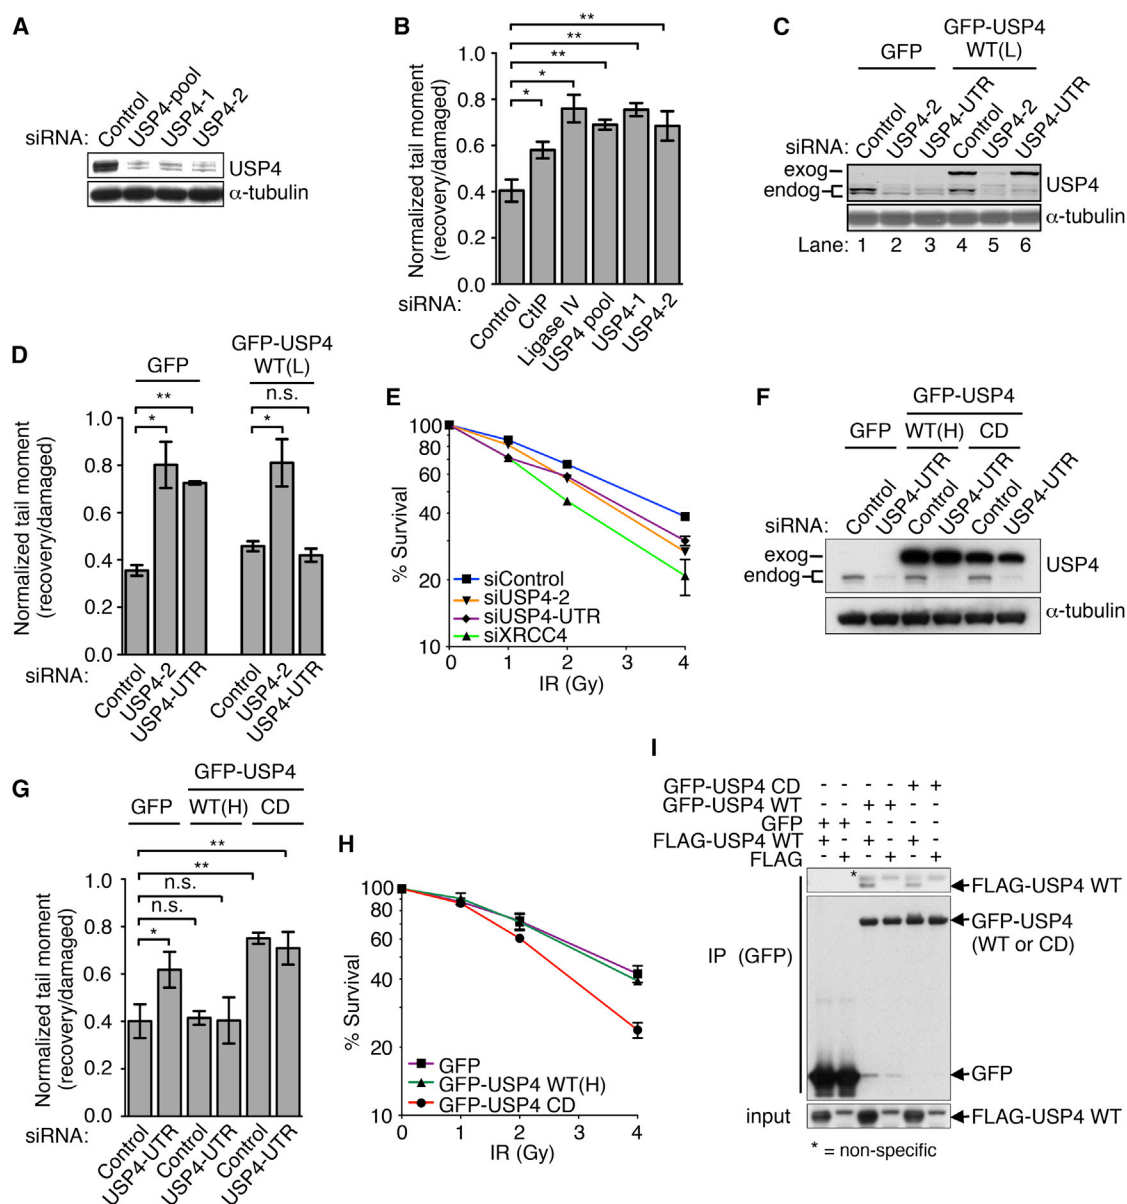 A
siRNA:
Control
USP4-pool
USP4-1
USP4-2
USP4
α-tubulin
B
Normalized tail moment
(recovery/damaged)
1.0
0.8
0.6
0.4
0.2
0.0
**
**
**
*
*
siRNA:
Control
CtIP
Ligase IV
USP4 pool
USP4-1
USP4-2
C
GFP
GFP-USP4
WT(L)
siRNA:
Control
USP4-2
USP4-UTR
Control
USP4-2
USP4-UTR
exog
endog
USP4
α-tubulin
Lane: 1 2 3 4 5 6
D
GFP
GFP-USP4
WT(L)
Normalized tail moment
(recovery/damaged)
1.0
0.8
0.6
0.4
0.2
0.0
**
*
n.s.
*
siRNA:
Control
USP4-2
USP4-UTR
Control
USP4-2
USP4-UTR
E
% Survival
100
80
60
40
20
10
siControl
siUSP4-2
siUSP4-UTR
siXRCC4
0 1 2 3 4
IR (Gy)
F
GFP-USP4
GFP WT(H) CD
siRNA:
Control
USP4-UTR
Control
USP4-UTR
Control
USP4-UTR
exog
endog
USP4
α-tubulin
G
GFP-USP4
GFP WT(H) CD
Normalized tail moment
(recovery/damaged)
1.0
0.8
0.6
0.4
0.2
0.0
**
**
n.s.
n.s.
*
siRNA:
Control
USP4-UTR
Control
USP4-UTR
Control
USP4-UTR
H
% Survival
100
80
60
40
20
10
GFP
GFP-USP4 WT(H)
GFP-USP4 CD
0 1 2 3 4
IR (Gy)
I
GFP-USP4 CD - - - - + +
GFP-USP4 WT - - + + - -
GFP + + - - - -
FLAG-USP4 WT + - + - + -
FLAG - + - + - +
*
FLAG-USP4 WT
GFP-USP4
(WT or CD)
IP (GFP)
GFP
input
FLAG-USP4 WT
* = non-specific